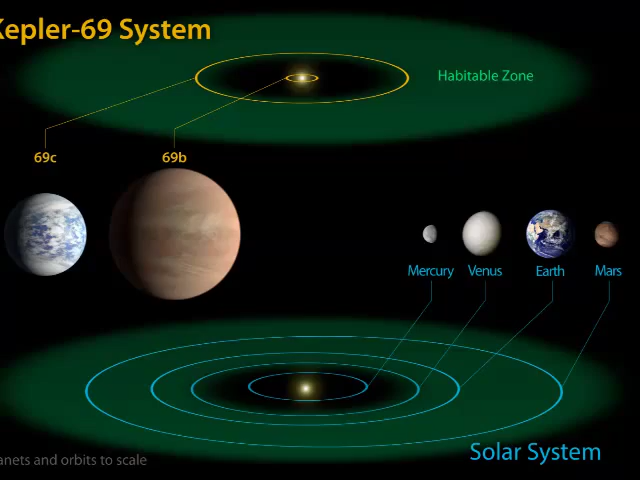 Kepler-69 System
Habitable Zone
69c
69b
Mercury
Venus
Earth
Mars
Solar System
anets and orbits to scale